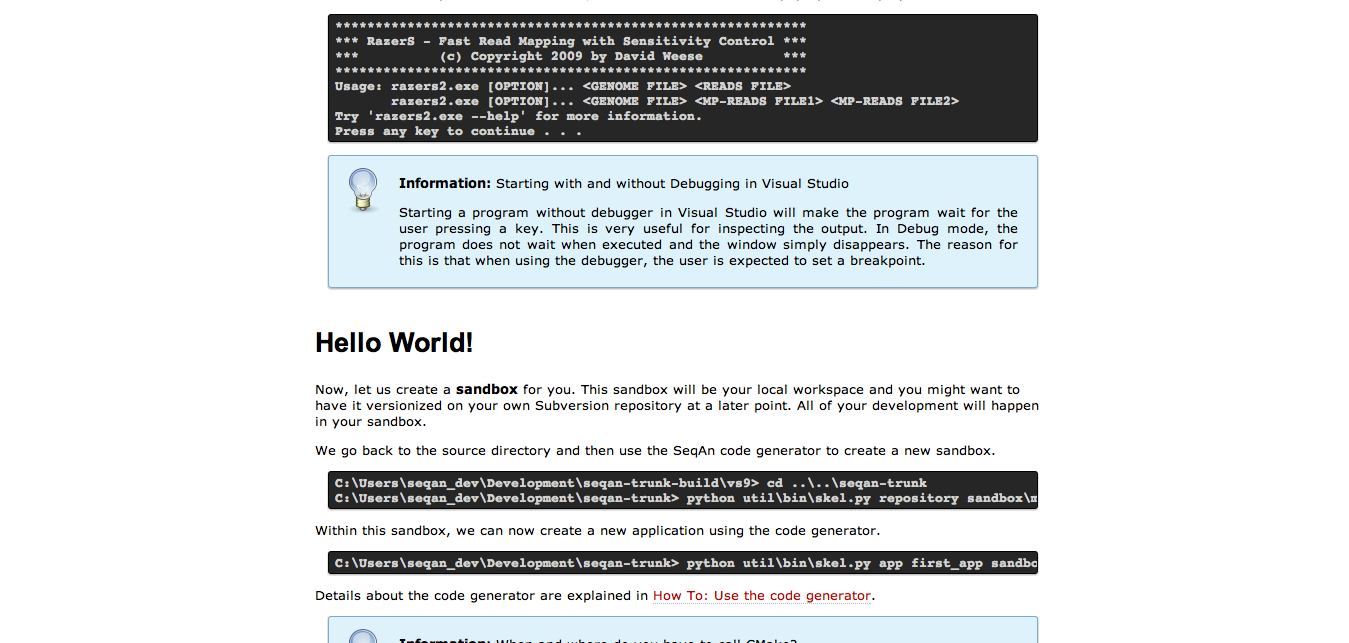 ***********************************************************
*** RazerS - Fast Read Mapping with Sensitivity Control ***
*** (c) Copyright 2009 by David Weese ***
***********************************************************
Usage: razers2.exe [OPTION]... <GENOME FILE> <READS FILE>
razers2.exe [OPTION]... <GENOME FILE> <MP-READS FILE1> <MP-READS FILE2>
Try 'razers2.exe --help' for more information.
Press any key to continue . . .
Information: Starting with and without Debugging in Visual Studio
Starting a program without debugger in Visual Studio will make the program wait for the
user pressing a key. This is very useful for inspecting the output. In Debug mode, the
program does not wait when executed and the window simply disappears. The reason for
this is that when using the debugger, the user is expected to set a breakpoint.
Hello World!
Now, let us create a sandbox for you. This sandbox will be your local workspace and you might want to
have it versionized on your own Subversion repository at a later point. All of your development will happen
in your sandbox.
We go back to the source directory and then use the SeqAn code generator to create a new sandbox.
C:\Users\seqan_dev\Development\seqan-trunk-build\vs9> cd ..\..\seqan-trunk
C:\Users\seqan_dev\Development\seqan-trunk> python util\bin\skel.py repository sandbox\
Within this sandbox, we can now create a new application using the code generator.
C:\Users\seqan_dev\Development\seqan-trunk> python util\bin\skel.py app first_app sandbo
Details about the code generator are explained in How To: Use the code generator.
Information: When and where do you have to call CMake?